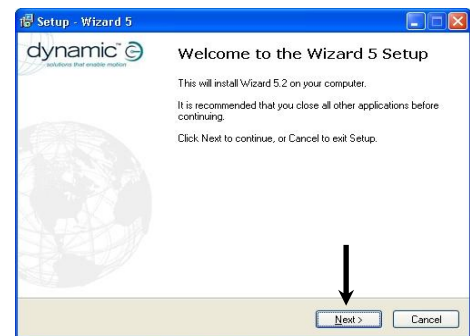 Setup - Wizard 5
dynamic™
solutions that enable motion
Welcome to the Wizard 5 Setup
This will install Wizard 5.2 on your computer.
It is recommended that you close all other applications before
continuing.
Click Next to continue, or Cancel to exit Setup.
Next >
Cancel